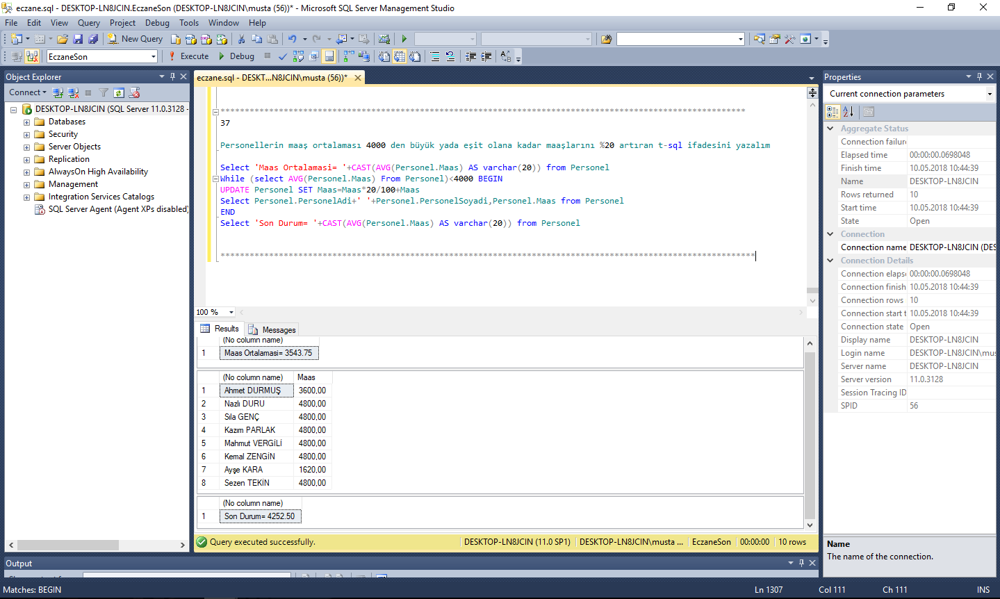 eczane.sql - DESKTOP-LN8JCIN.EczaneSon (DESKTOP-LN8JCIN\musta (56))* - Microsoft SQL Server Management Studio
File Edit View Query Project Debug Tools Window Help
New Query
EczaneSon
Execute
Debug
Object Explorer
Connect
DESKTOP-LN8JCIN (SQL Server 11.0.3128 -
Databases
Security
Server Objects
Replication
AlwaysOn High Availability
Management
Integration Services Catalogs
SQL Server Agent (Agent XPs disabled)
eczane.sql - DESKT...N8JCIN\musta (56))*
************************************************************************************************************
37
Personellerin maaş ortalaması 4000 den büyük yada eşit olana kadar maaşlarını %20 artıran t-sql ifadesini yazalım
Select 'Maas Ortalamasi= '+CAST(AVG(Personel.Maas) AS varchar(20)) from Personel
While (select AVG(Personel.Maas) From Personel)<4000 BEGIN
UPDATE Personel SET Maas=Maas*20/100+Maas
Select Personel.PersonelAdi+' '+Personel.PersonelSoyadi,Personel.Maas from Personel
END
Select 'Son Durum= '+CAST(AVG(Personel.Maas) AS varchar(20)) from Personel
**************************************************************************************************************
100 %
Results
Messages
(No column name)
1 Maas Ortalamasi= 3543.75
(No column name) Maas
1 Ahmet DURMUŞ 3600,00
2 Nazlı DURU 4800,00
3 Sıla GENÇ 4800,00
4 Kazım PARLAK 4800,00
5 Mahmut VERGİLİ 4800,00
6 Kemal ZENGİN 4800,00
7 Ayşe KARA 1620,00
8 Sezen TEKİN 4800,00
(No column name)
1 Son Durum= 4252.50
Query executed successfully.
DESKTOP-LN8JCIN (11.0 SP1)
DESKTOP-LN8JCIN\musta ...
EczaneSon
00:00:00
10 rows
Properties
Current connection parameters
Aggregate Status
Connection failure
Elapsed time 00:00:00.0698048
Finish time 10.05.2018 10:44:39
Name DESKTOP-LN8JCIN
Rows returned 10
Start time 10.05.2018 10:44:39
State Open
Connection
Connection name DESKTOP-LN8JCIN (DES
Connection Details
Connection elaps 00:00:00.0698048
Connection finish 10.05.2018 10:44:39
Connection rows 10
Connection start t 10.05.2018 10:44:39
Connection state Open
Display name DESKTOP-LN8JCIN
Login name DESKTOP-LN8JCIN\mus
Server name DESKTOP-LN8JCIN
Server version 11.0.3128
Session Tracing ID
SPID 56
Name
The name of the connection.
Output
Matches: BEGIN
Ln 1307
Col 111
Ch 111
INS